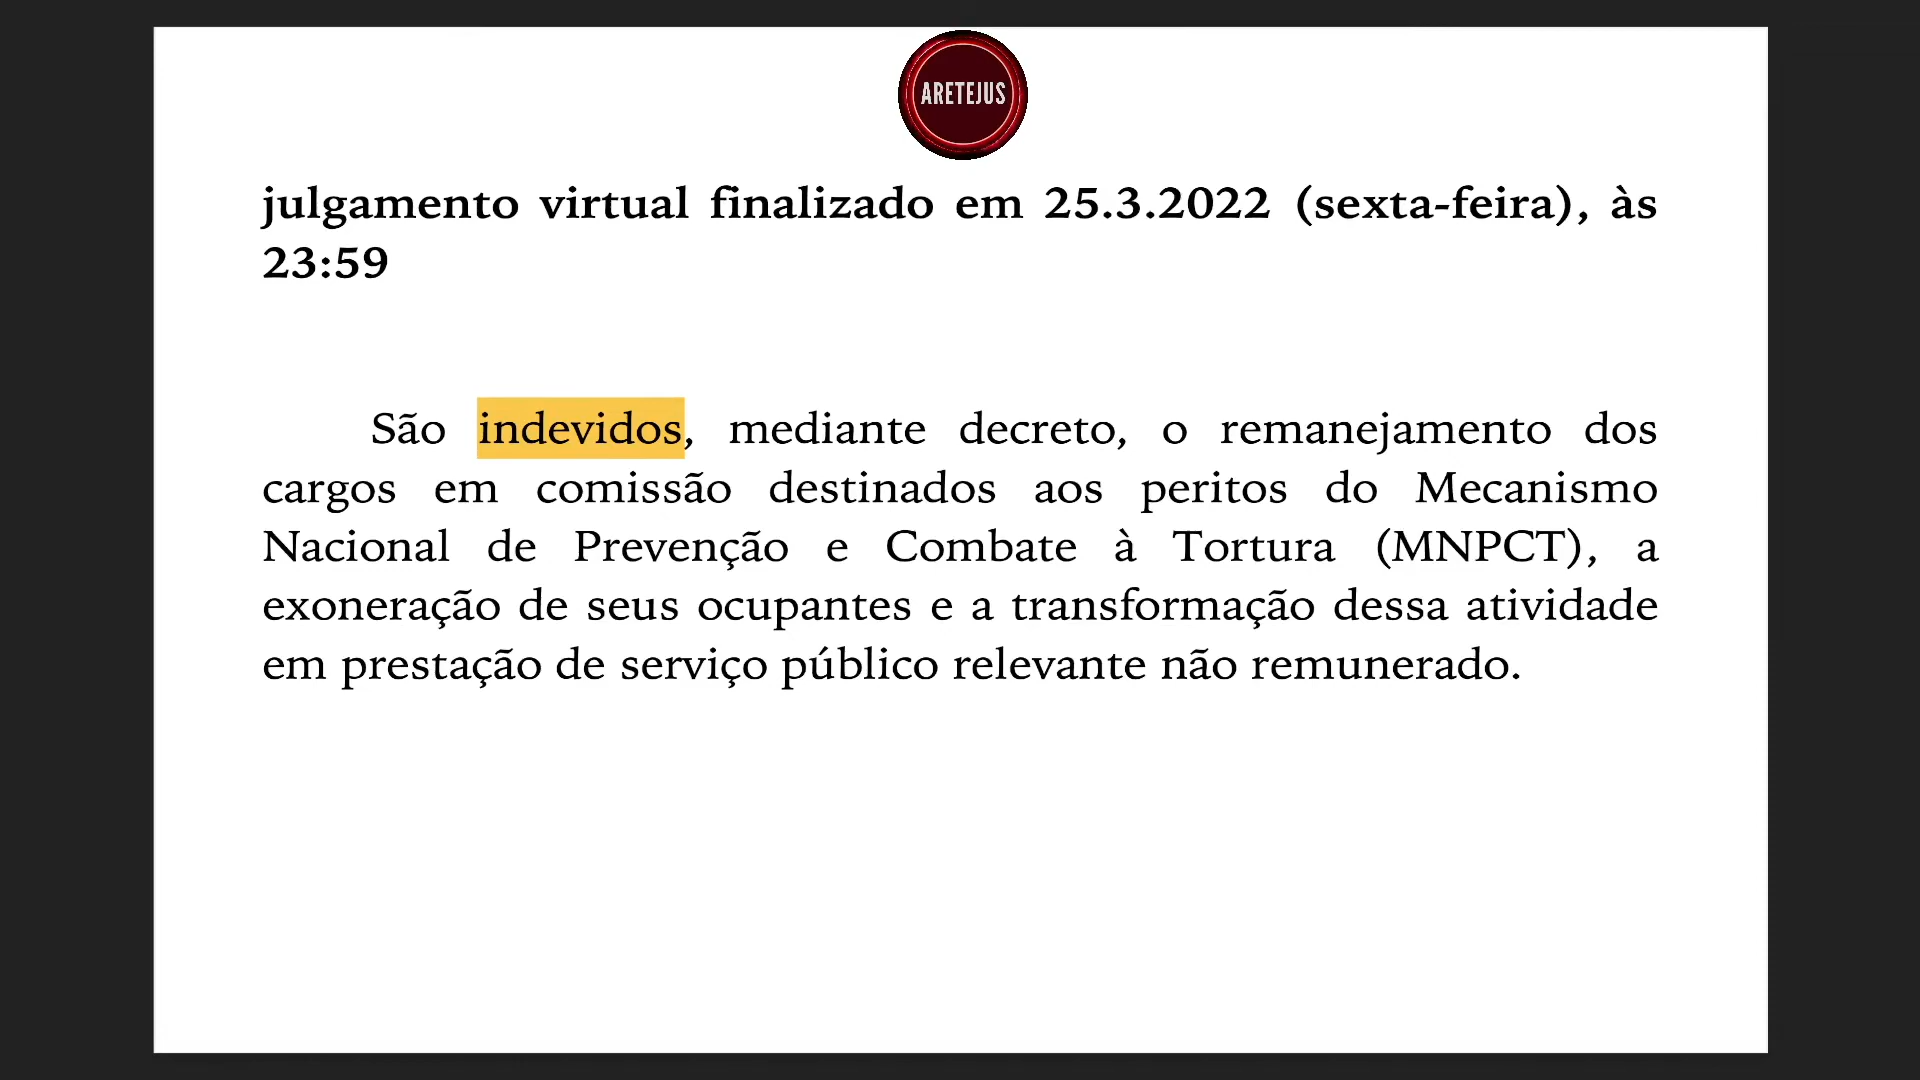 ARETEJUS
julgamento virtual finalizado em 25.3.2022 (sexta-feira), às
23:59
São indevidos, mediante decreto, o remanejamento dos
cargos em comissão destinados aos peritos do Mecanismo
Nacional de Prevenção e Combate à Tortura (MNPCT), a
exoneração de seus ocupantes e a transformação dessa atividade
em prestação de serviço público relevante não remunerado.